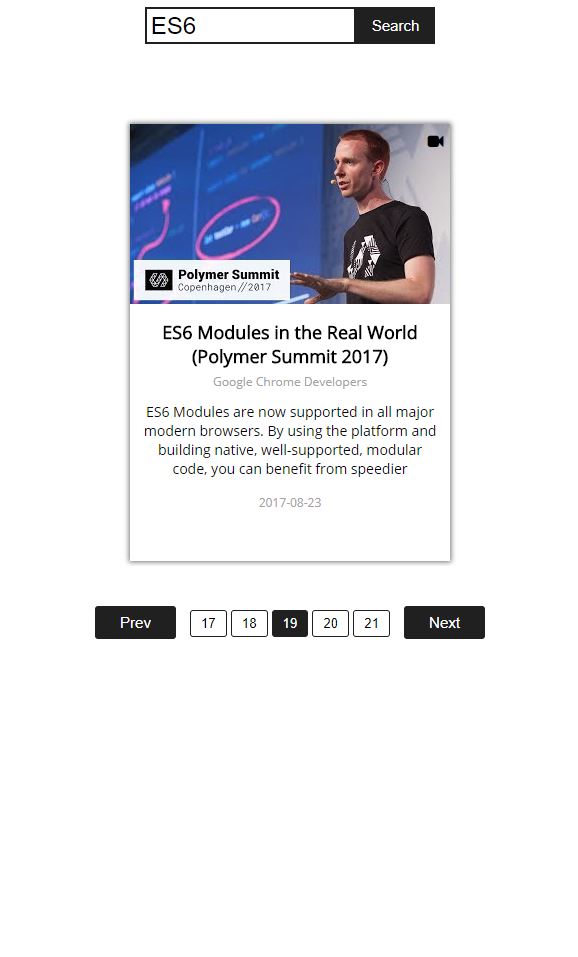 ES6
Search
Polymer Summit
Copenhagen//2017
ES6 Modules in the Real World
(Polymer Summit 2017)
Google Chrome Developers
ES6 Modules are now supported in all major
modern browsers. By using the platform and
building native, well-supported, modular
code, you can benefit from speedier
2017-08-23
Prev 17 18 19 20 21 Next